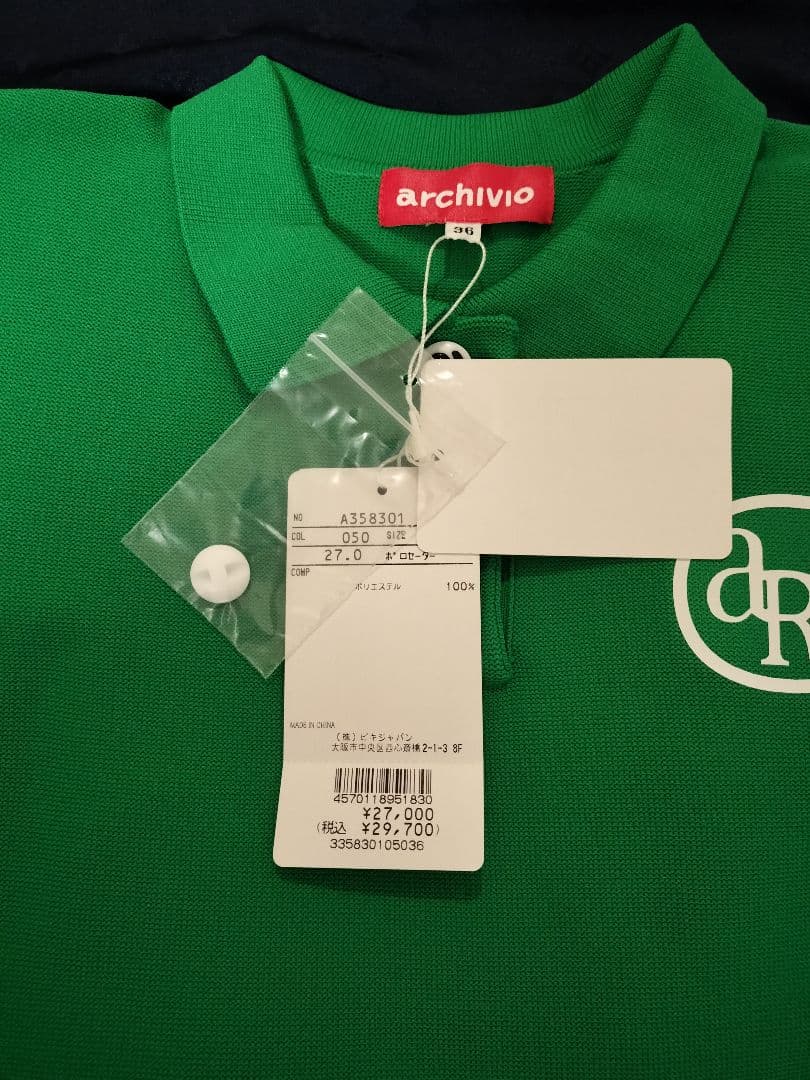 archivio
36
NO A358301
COL 050 SIZE
27.0 ポロセーター
COMP
ポリエステル 100%
MADE IN CHINA
(株)ビキジャパン
大阪市中央区西心斎橋2-1-3 8F
4570118951830
¥27,000
(税込 ¥29,700)
335830105036
aR